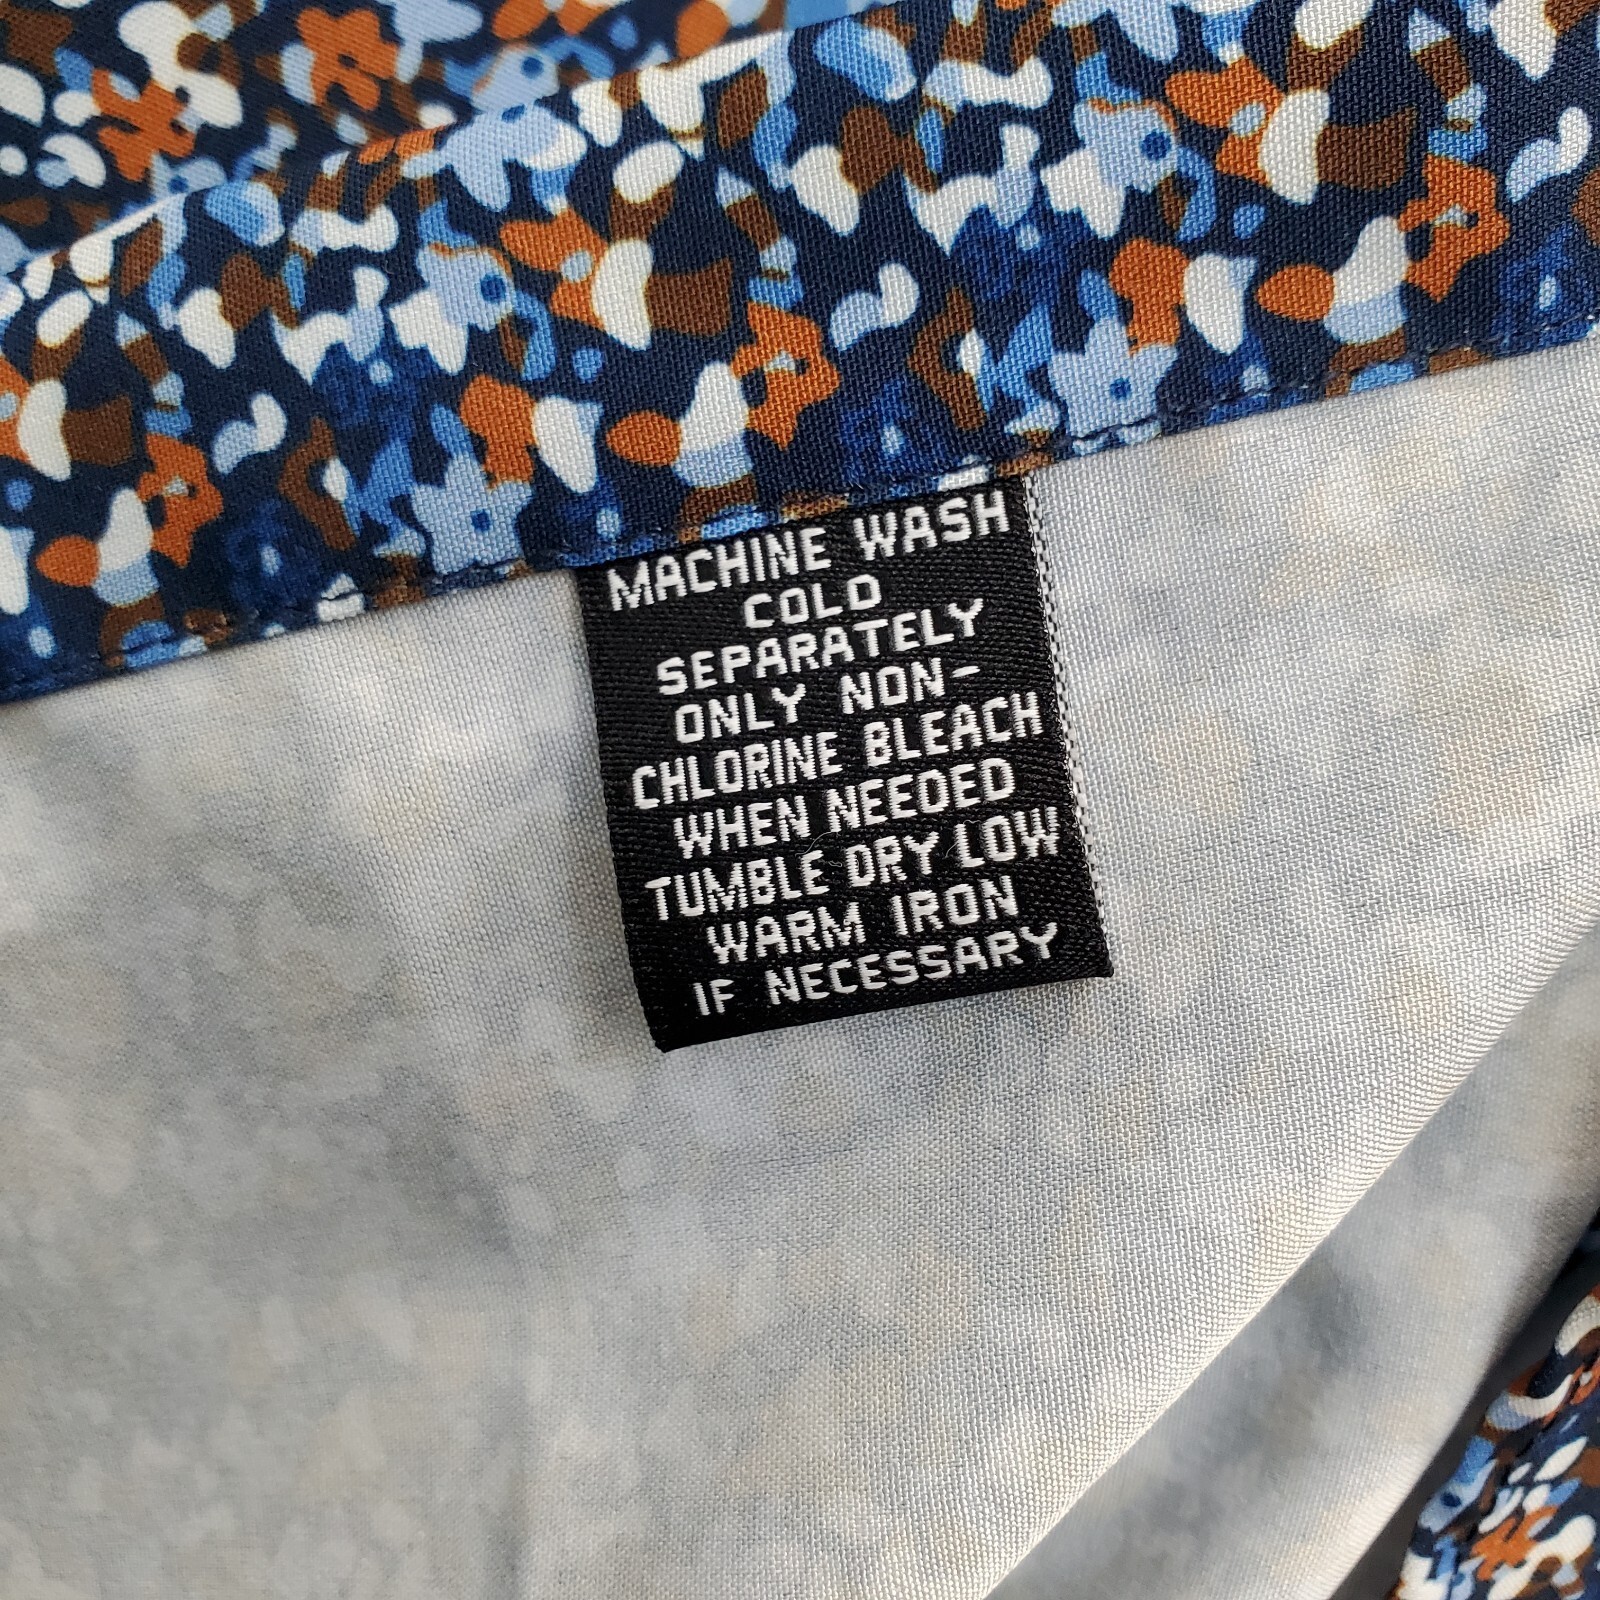 MACHINE WASH
COLD
SEPARATELY
ONLY NON-
CHLORINE BLEACH
WHEN NEEDED
TUMBLE DRY LOW
WARM IRON
IF NECESSARY